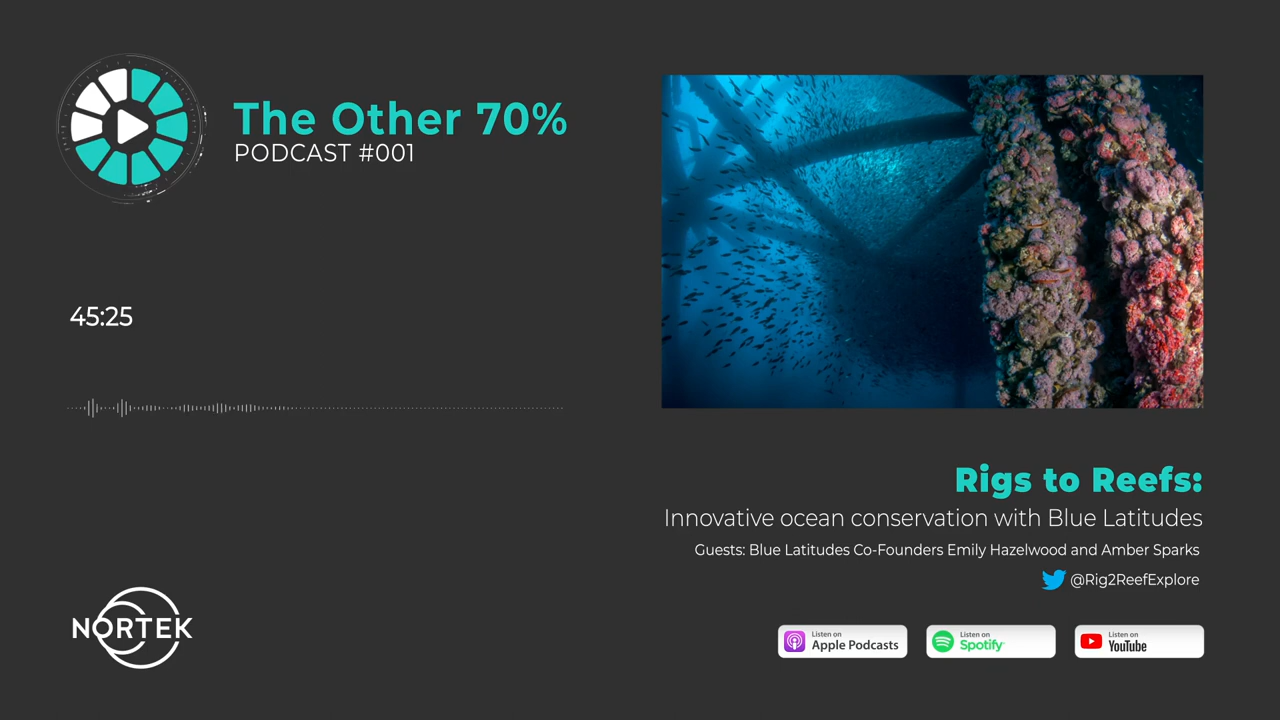 The Other 70%
PODCAST #001
45:25
Rigs to Reefs:
Innovative ocean conservation with Blue Latitudes
Guests: Blue Latitudes Co-Founders Emily Hazelwood and Amber Sparks
@Rig2ReefExplore
NORTEK
Listen on
Apple Podcasts
Listen on
Spotify
Listen on
YouTube